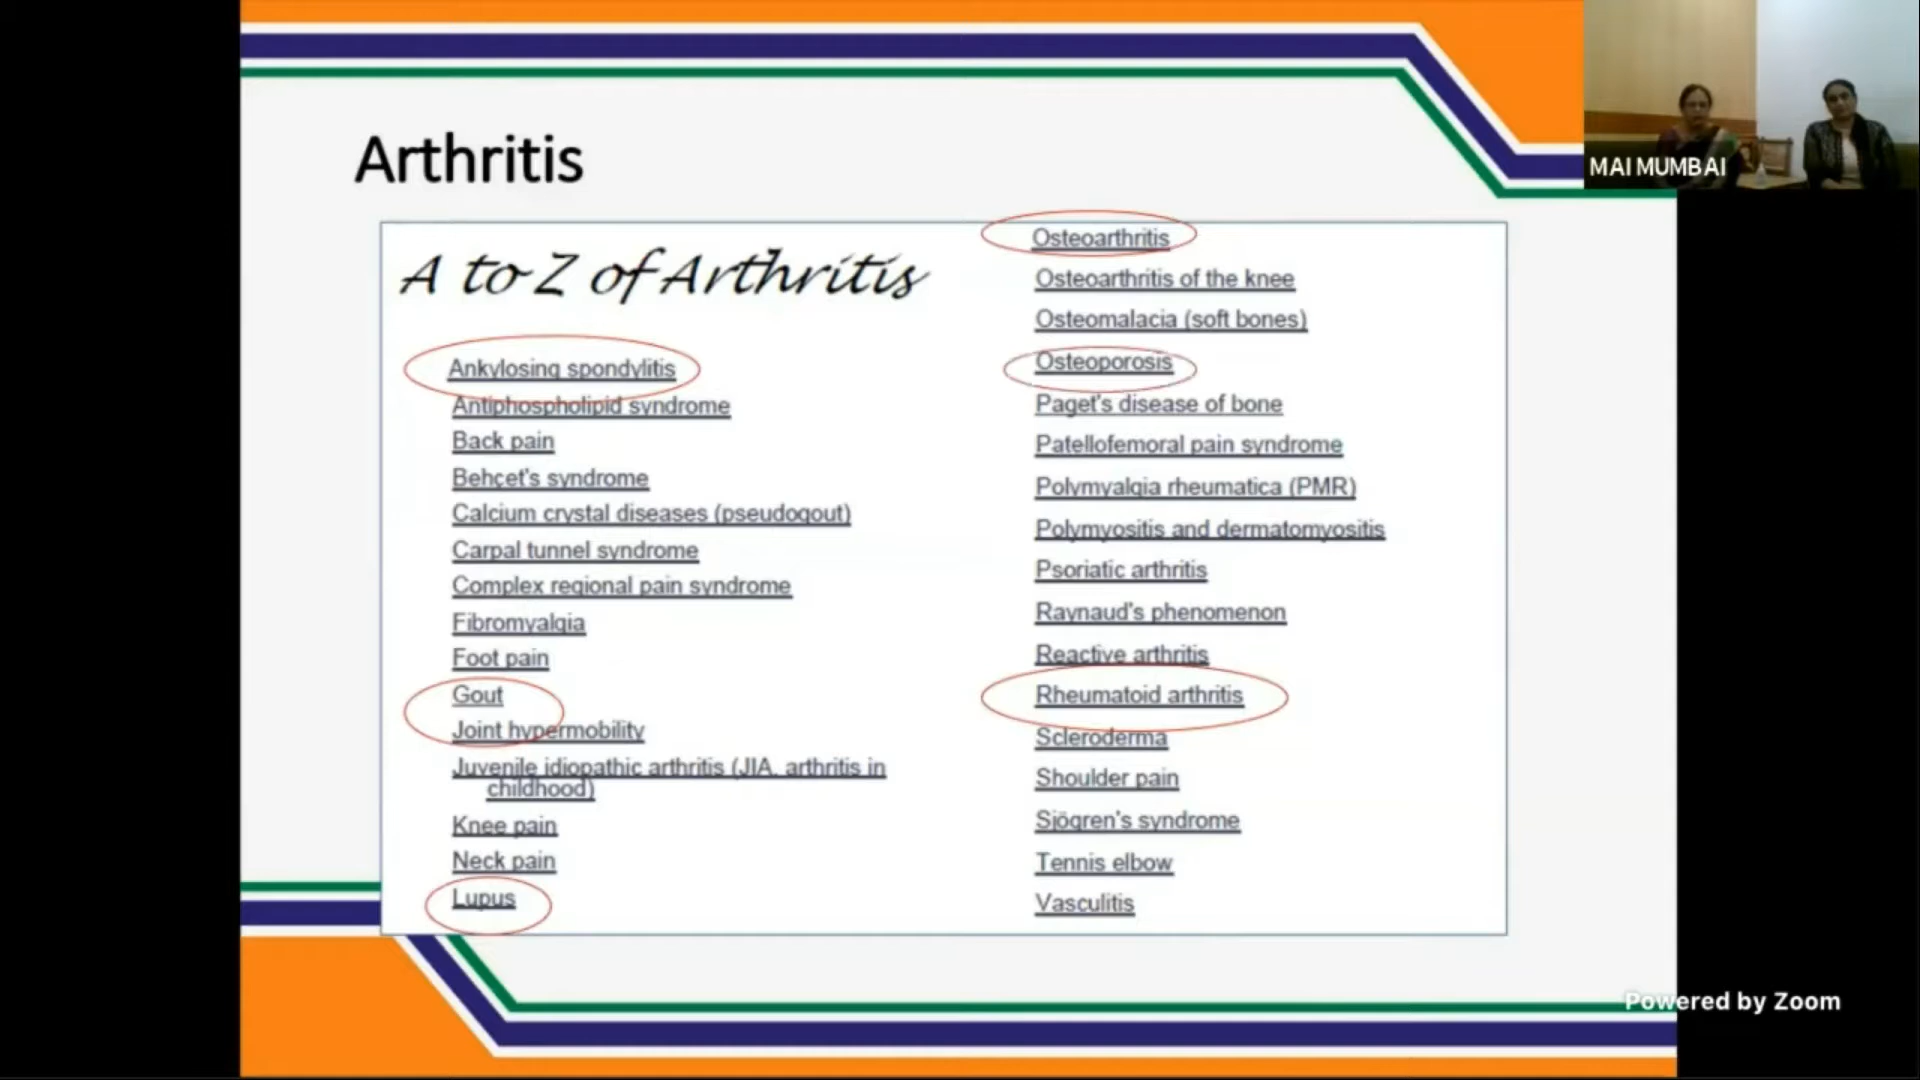 Arthritis
MAI MUMBAI
A to Z of Arthritis
Ankylosing spondylitis
Antiphospholipid syndrome
Back pain
Behçet's syndrome
Calcium crystal diseases (pseudogout)
Carpal tunnel syndrome
Complex regional pain syndrome
Fibromyalgia
Foot pain
Gout
Joint hypermobility
Juvenile idiopathic arthritis (JIA, arthritis in
childhood)
Knee pain
Neck pain
Lupus
Osteoarthritis
Osteoarthritis of the knee
Osteomalacia (soft bones)
Osteoporosis
Paget's disease of bone
Patellofemoral pain syndrome
Polymyalgia rheumatica (PMR)
Polymyositis and dermatomyositis
Psoriatic arthritis
Raynaud's phenomenon
Reactive arthritis
Rheumatoid arthritis
Scleroderma
Shoulder pain
Sjögren's syndrome
Tennis elbow
Vasculitis
Powered by Zoom